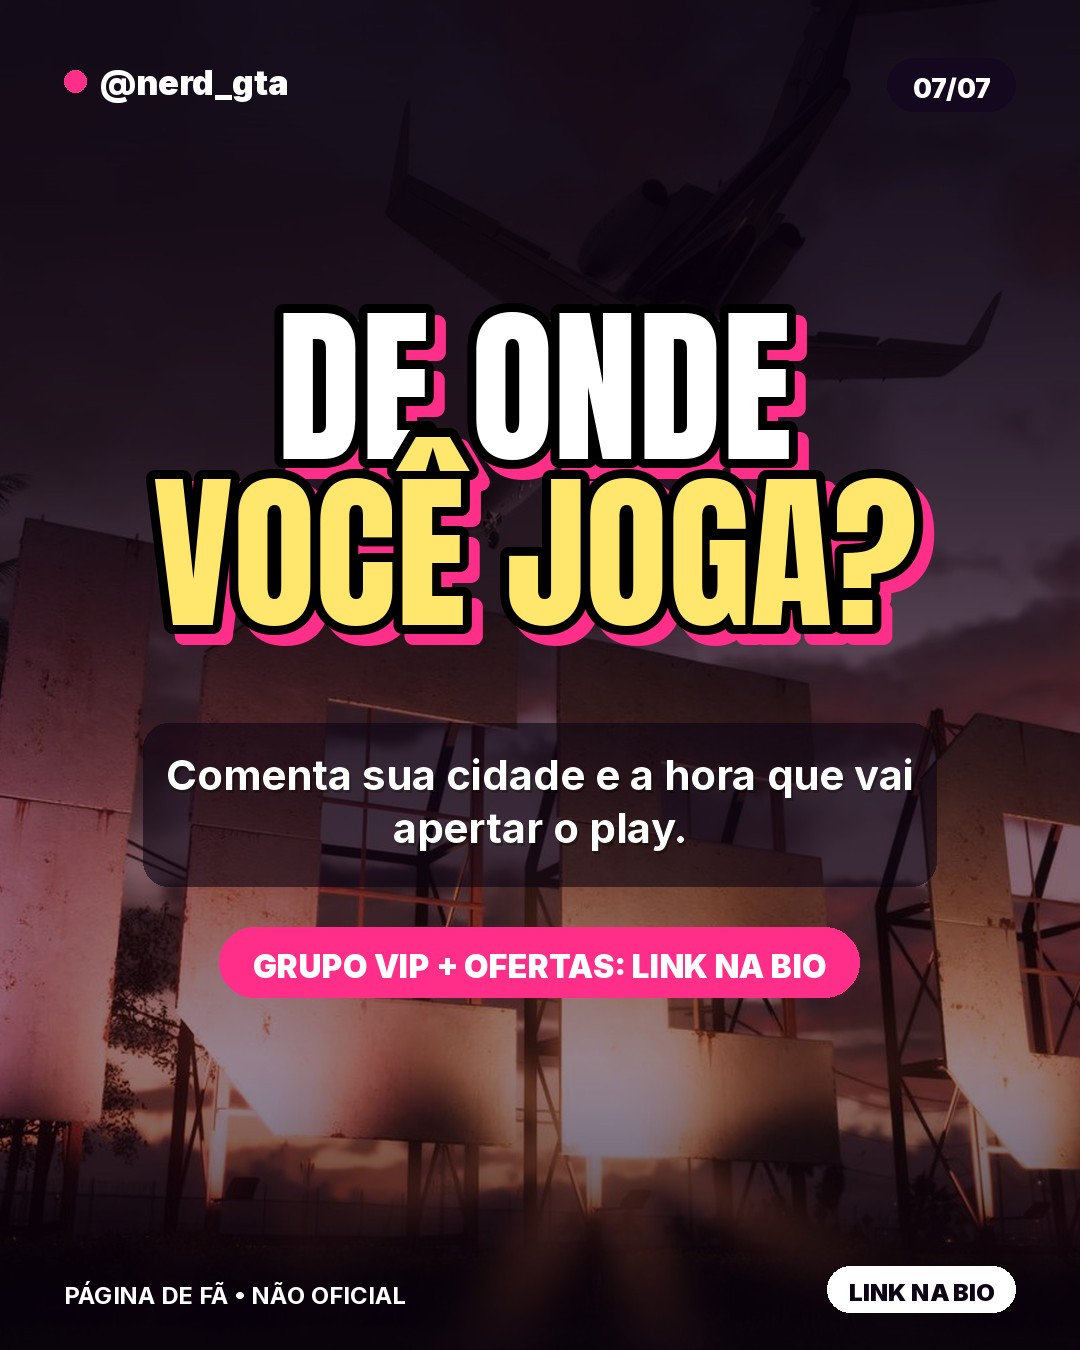 @nerd_gta
07/07
DE ONDE
VOCÊ JOGA?
Comenta sua cidade e a hora que vai
apertar o play.
GRUPO VIP + OFERTAS: LINK NA BIO
PÁGINA DE FÃ • NÃO OFICIAL
LINK NA BIO